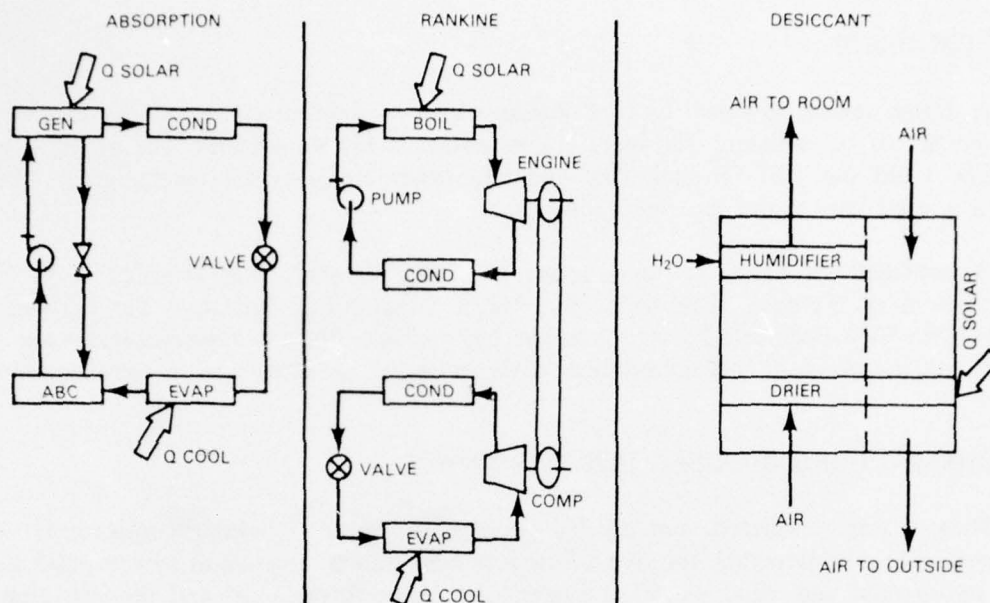 ABSORPTION
Q SOLAR
GEN
COND
VALVE
ABC
EVAP
Q COOL
RANKINE
Q SOLAR
BOIL
ENGINE
PUMP
COND
COND
VALVE
COMP
EVAP
Q COOL
DESICCANT
AIR TO ROOM
AIR
H₂O
HUMIDIFIER
Q SOLAR
DRIER
AIR
AIR TO OUTSIDE